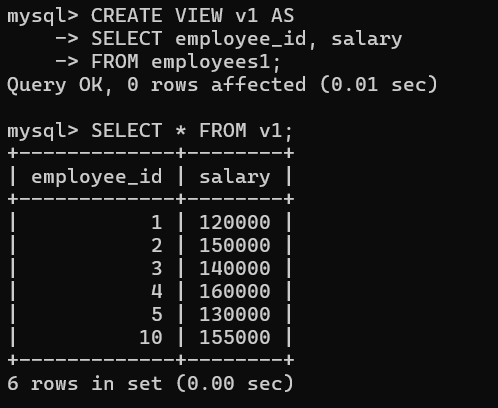 mysql> CREATE VIEW v1 AS
    -> SELECT employee_id, salary
    -> FROM employees1;
Query OK, 0 rows affected (0.01 sec)

mysql> SELECT * FROM v1;
+-------------+--------+
| employee_id | salary |
+-------------+--------+
|           1 | 120000 |
|           2 | 150000 |
|           3 | 140000 |
|           4 | 160000 |
|           5 | 130000 |
|          10 | 155000 |
+-------------+--------+
6 rows in set (0.00 sec)